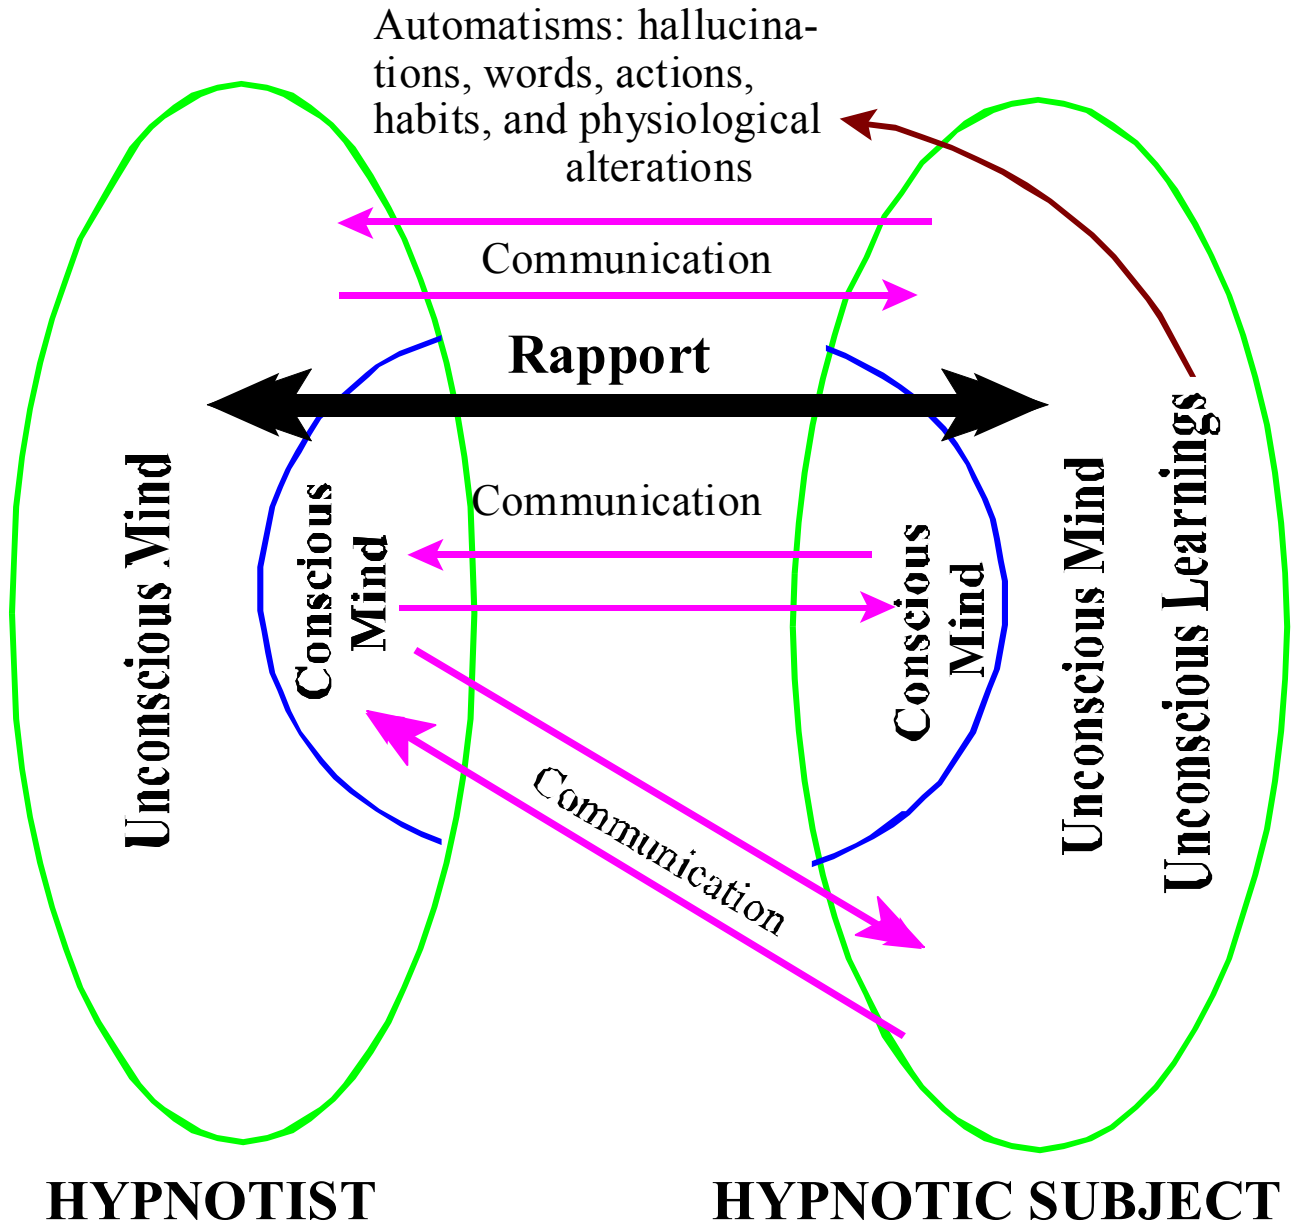 Automatisms: hallucina-
tions, words, actions,
habits, and physiological
alterations
Communication
Rapport
Communication
Unconscious Mind
Conscious
Mind
Conscious
Mind
Unconscious Mind
Unconscious Learnings
Communication
HYPNOTIST
HYPNOTIC SUBJECT